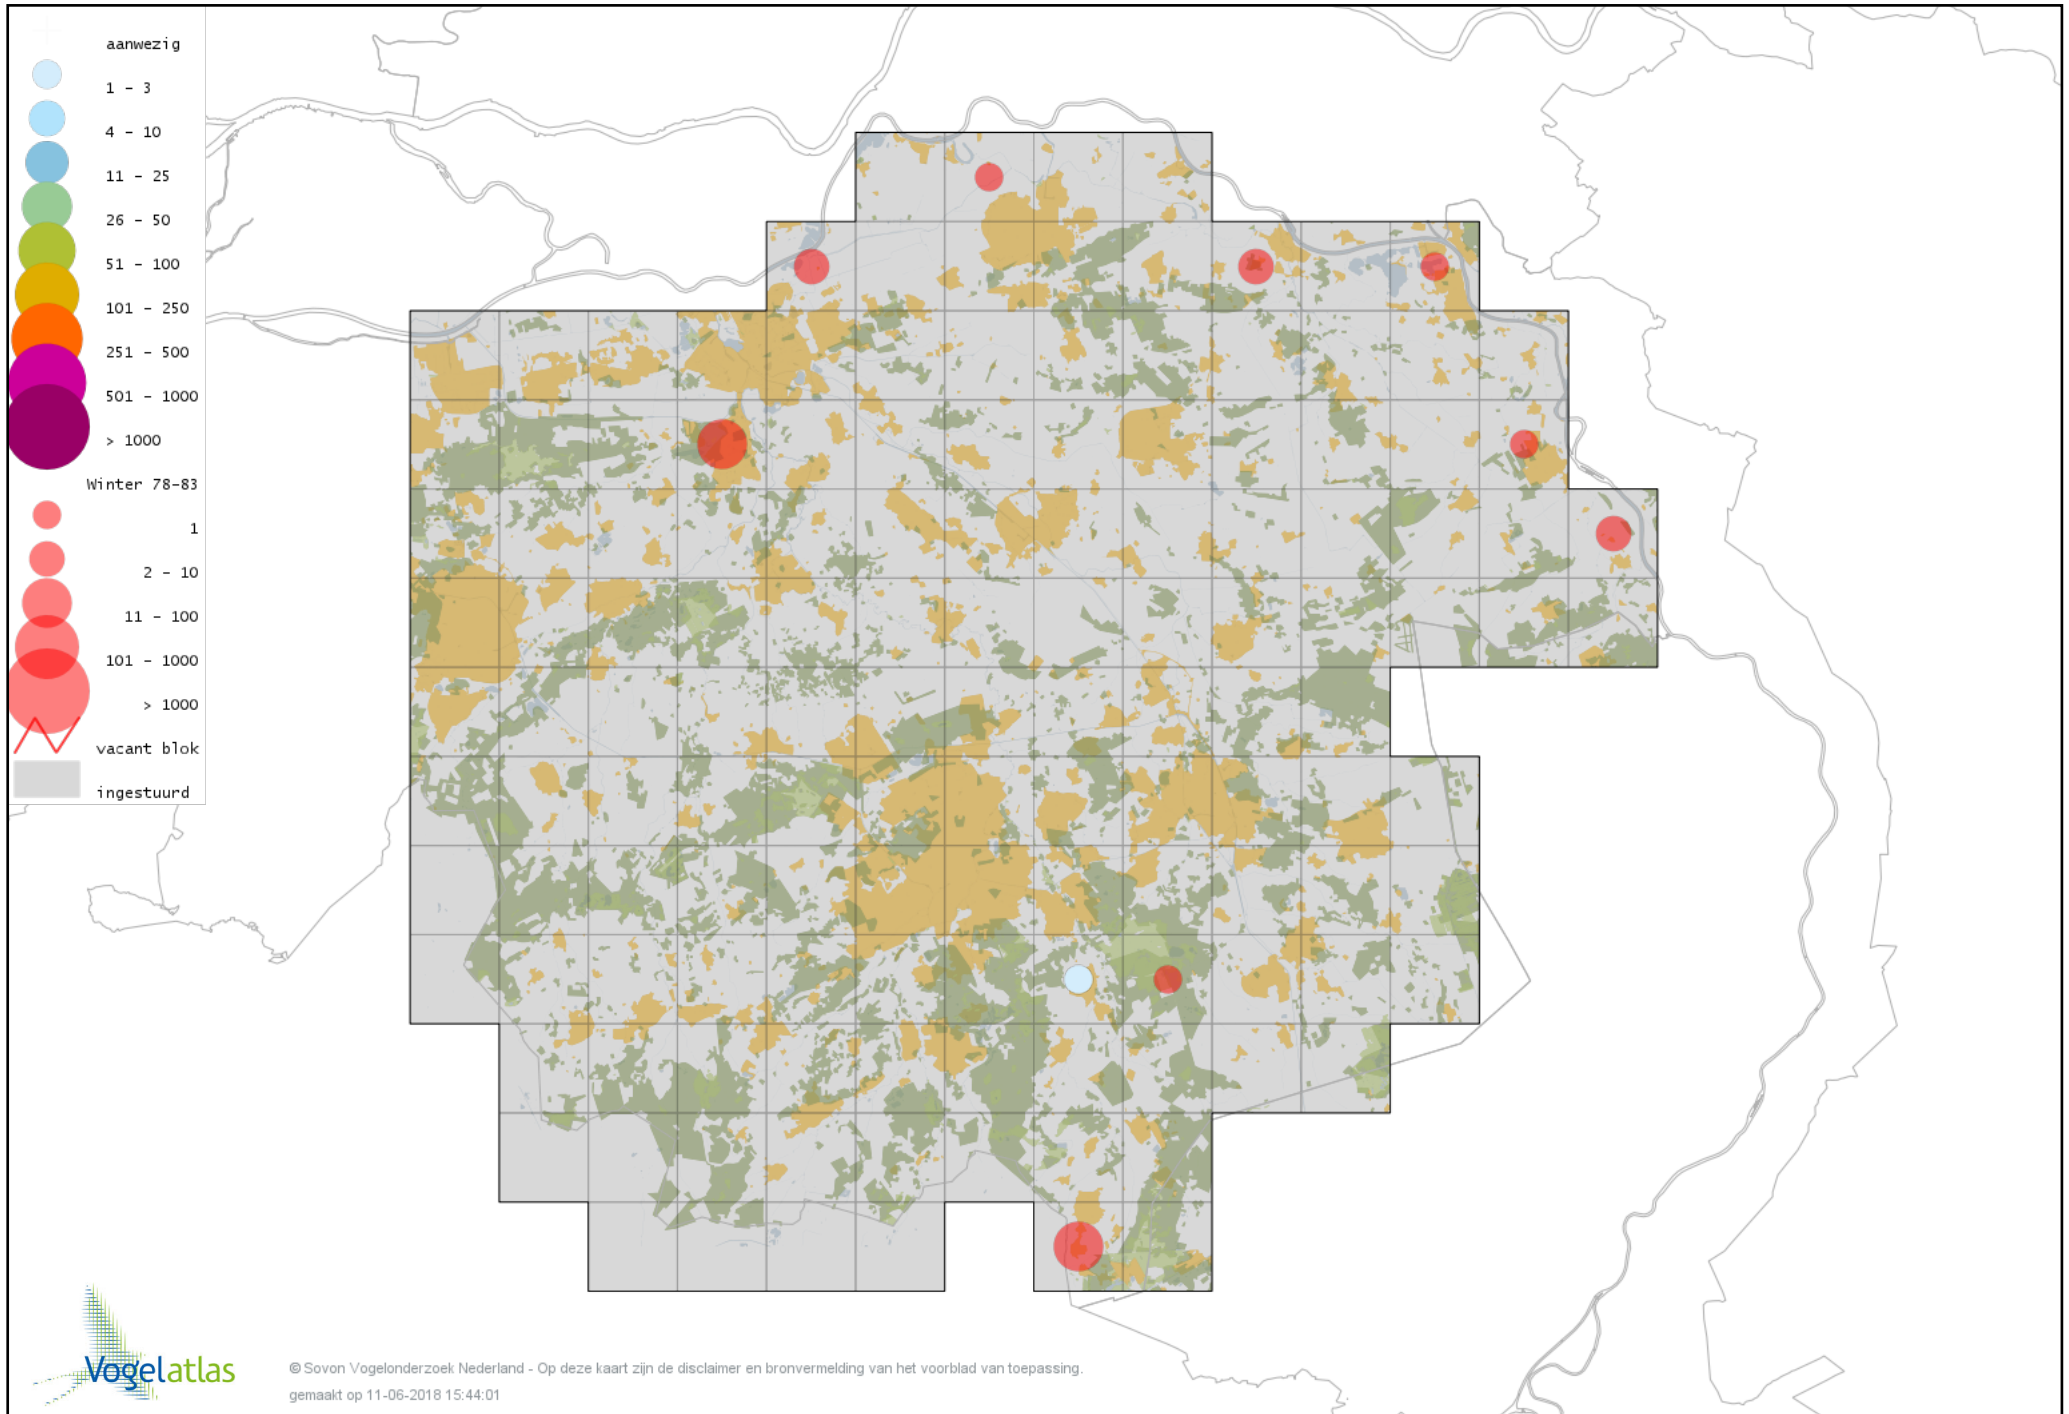 aanwezig
1 – 3
4 – 10
11 – 25
26 – 50
51 – 100
101 – 250
251 – 500
501 – 1000
> 1000
Winter 78-83
1
2 – 10
11 – 100
101 – 1000
> 1000
vacant blok
ingestuurd
Vogelatlas
© Sovon Vogelonderzoek Nederland - Op deze kaart zijn de disclaimer en bronvermelding van het voorblad van toepassing.
gemaakt op 11-06-2018 15:44:01